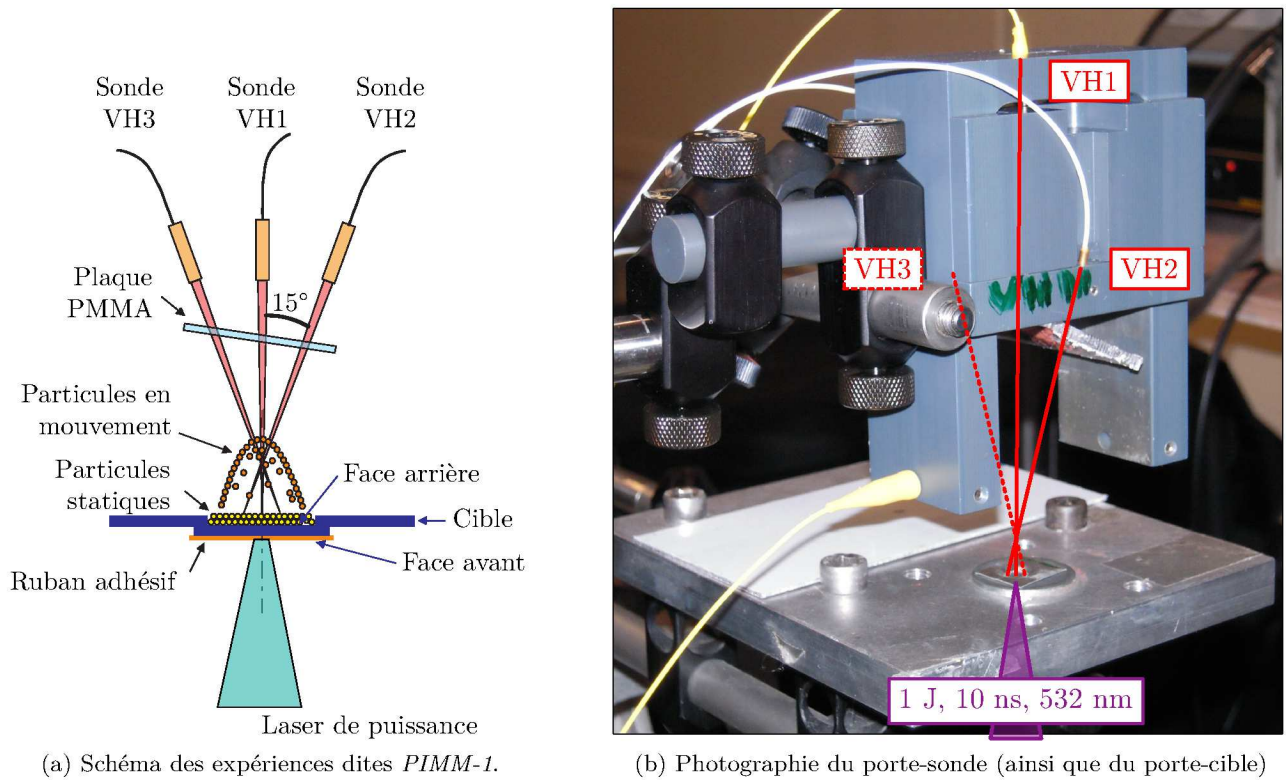 Sonde
VH3
Sonde
VH1
Sonde
VH2
Plaque
PMMA
15°
Particules en
mouvement
Particules
statiques
Face arrière
Cible
Ruban adhésif
Face avant
Laser de puissance
(a) Schéma des expériences dites PIMM-1.
VH1
VH3
VH2
1 J, 10 ns, 532 nm
(b) Photographie du porte-sonde (ainsi que du porte-cible)